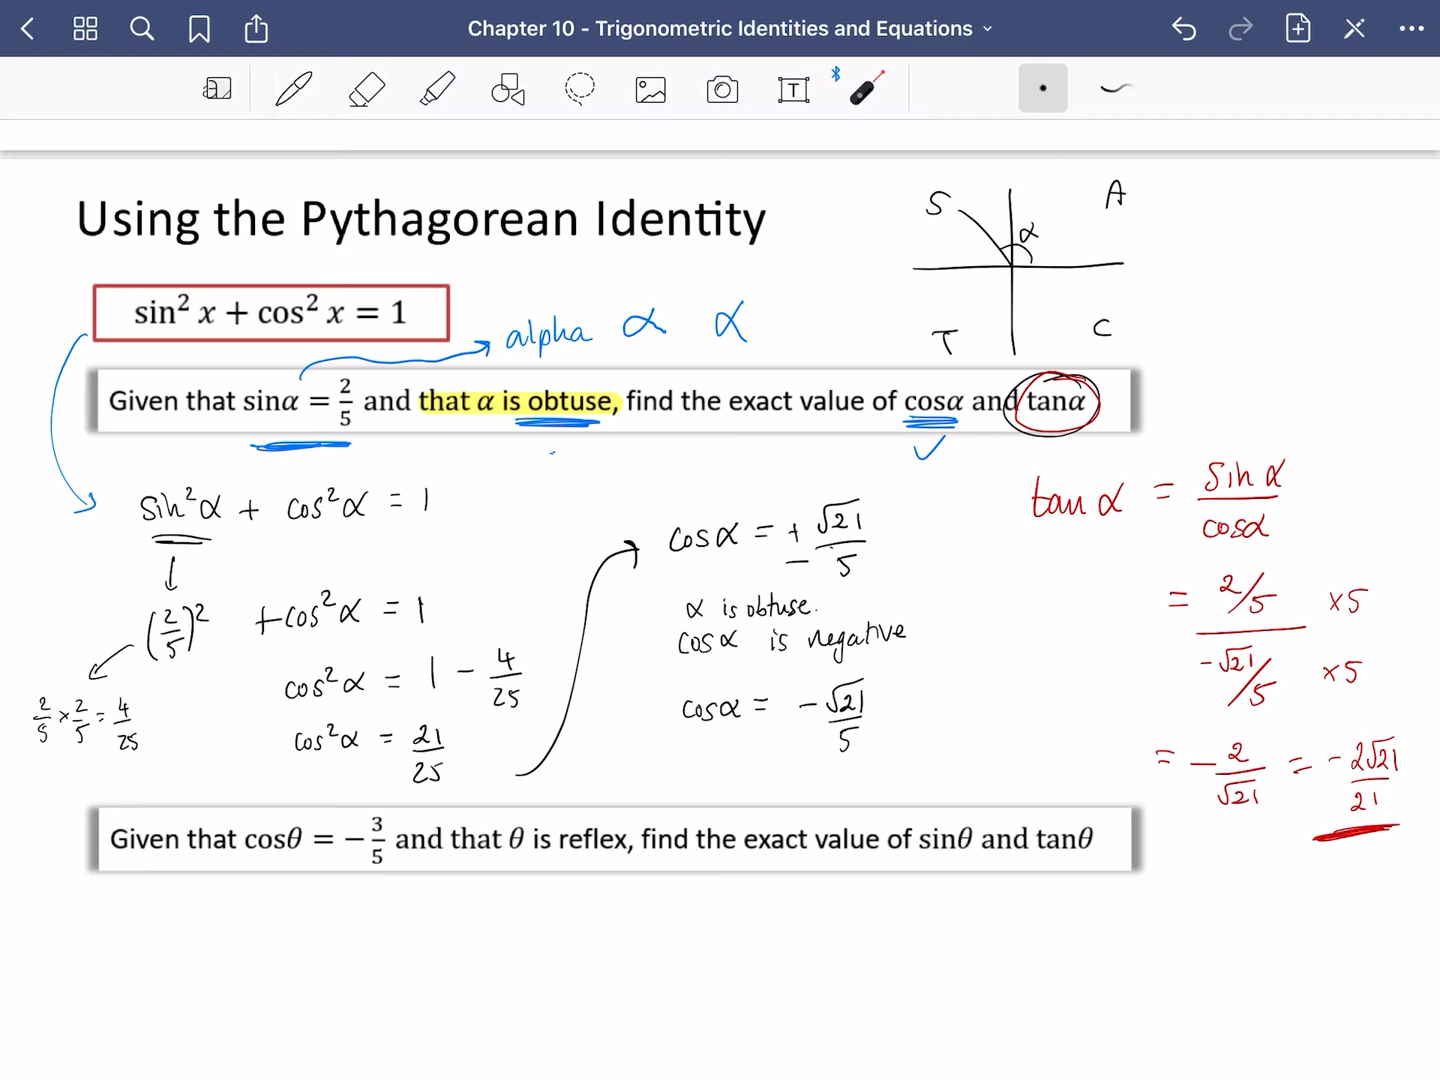 Chapter 10 - Trigonometric Identities and Equations
Using the Pythagorean Identity
S
A
α
T
C
sin² x + cos² x = 1
alpha α α
Given that sinα = 2/5 and that α is obtuse, find the exact value of cosα and tanα
sin²α + cos²α = 1
(2/5)² + cos²α = 1
2/5 × 2/5 = 4/25
cos²α = 1 - 4/25
cos²α = 21/25
cosα = ± √21/5
α is obtuse.
cosα is negative
cosα = -√21/5
tanα = sinα/cosα
= 2/5 ×5
-√21/5 ×5
= -2/√21 = -2√21/21
Given that cosθ = −3/5 and that θ is reflex, find the exact value of sinθ and tanθ